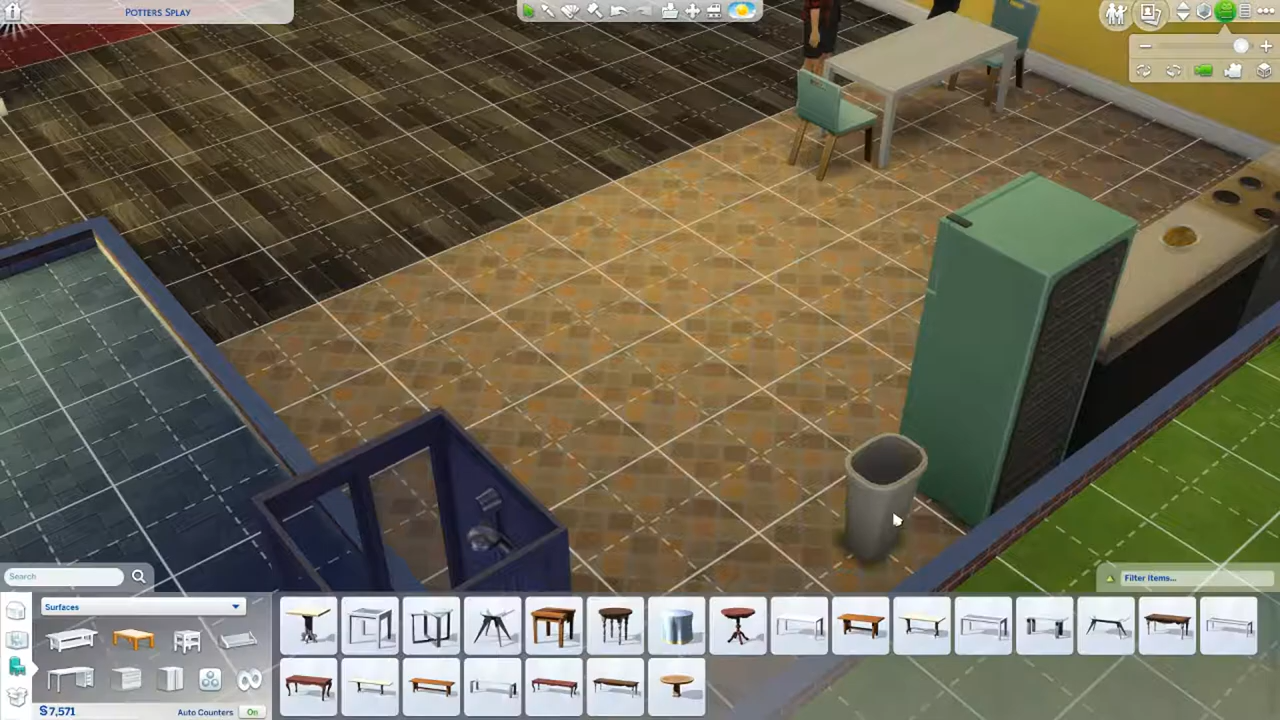 Potters Splay
Search
Filter Items...
Surfaces
§7,571
Auto Counters
On